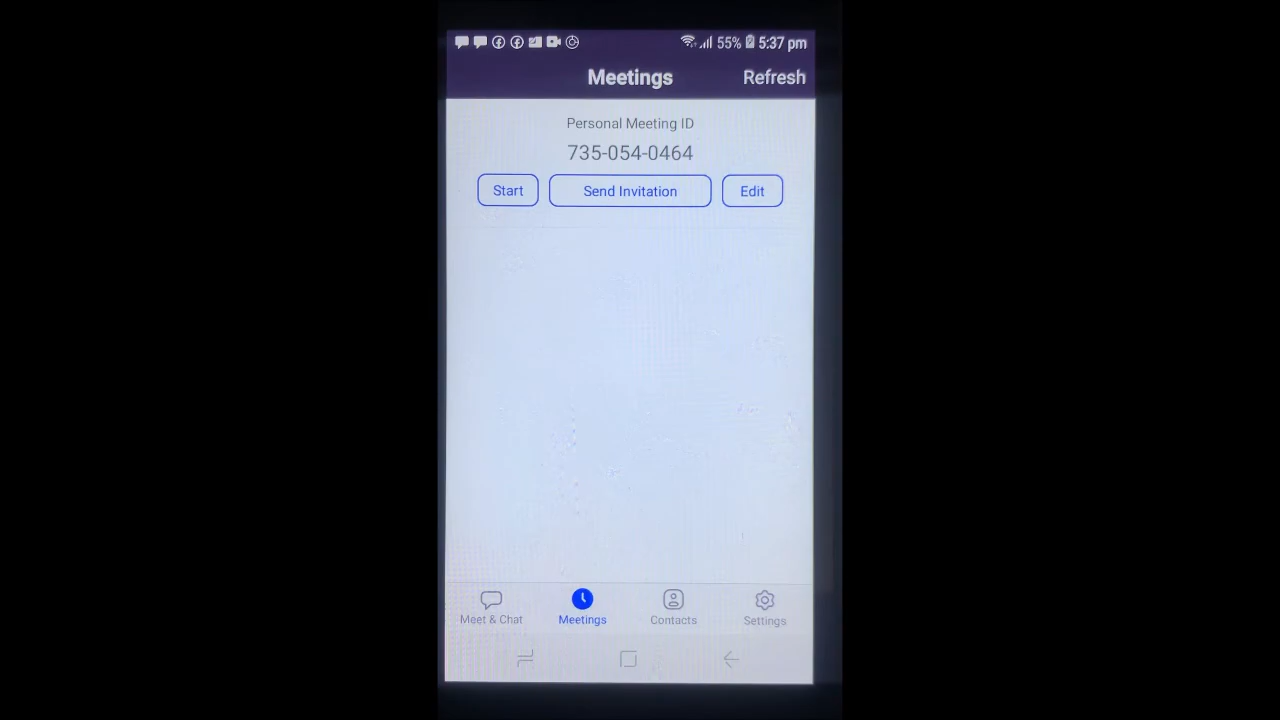 55% 5:37 pm
Meetings Refresh
Personal Meeting ID
735-054-0464
Start Send Invitation Edit
Meet & Chat Meetings Contacts Settings